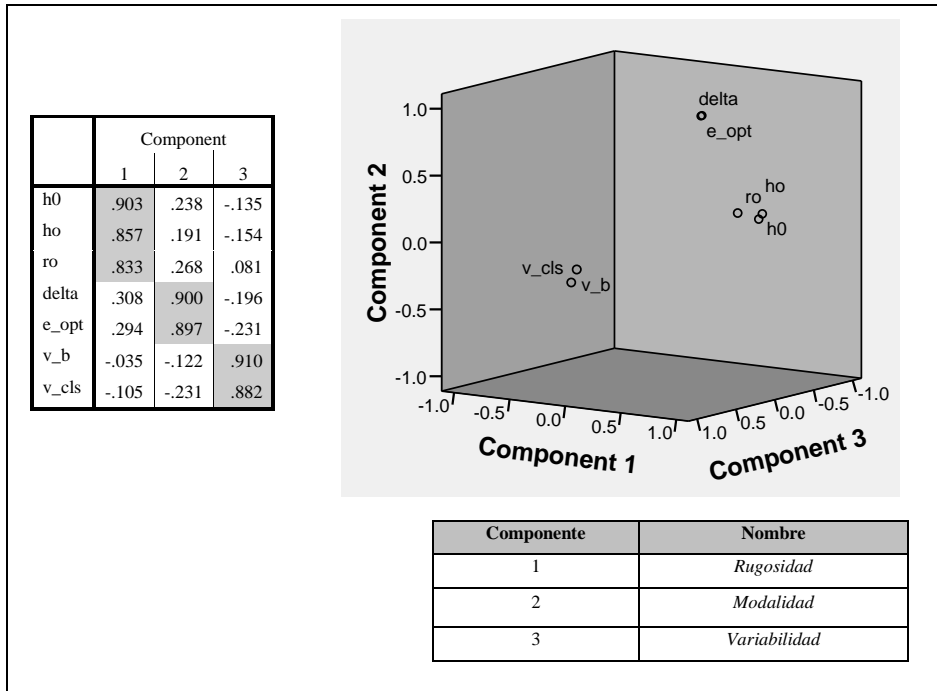 Component
1 2 3
h0 .903 .238 -.135
ho .857 .191 -.154
ro .833 .268 .081
delta .308 .900 -.196
e_opt .294 .897 -.231
v_b -.035 -.122 .910
v_cls -.105 -.231 .882
delta
e_opt
ho
ro
h0
v_cls
v_b
Component 2
1.0
0.5
0.0
-0.5
-1.0
-1.0 -0.5 0.0 0.5 1.0
Component 1
1.0 0.5 0.0 -0.5 -1.0
Component 3
Componente Nombre
1 Rugosidad
2 Modalidad
3 Variabilidad